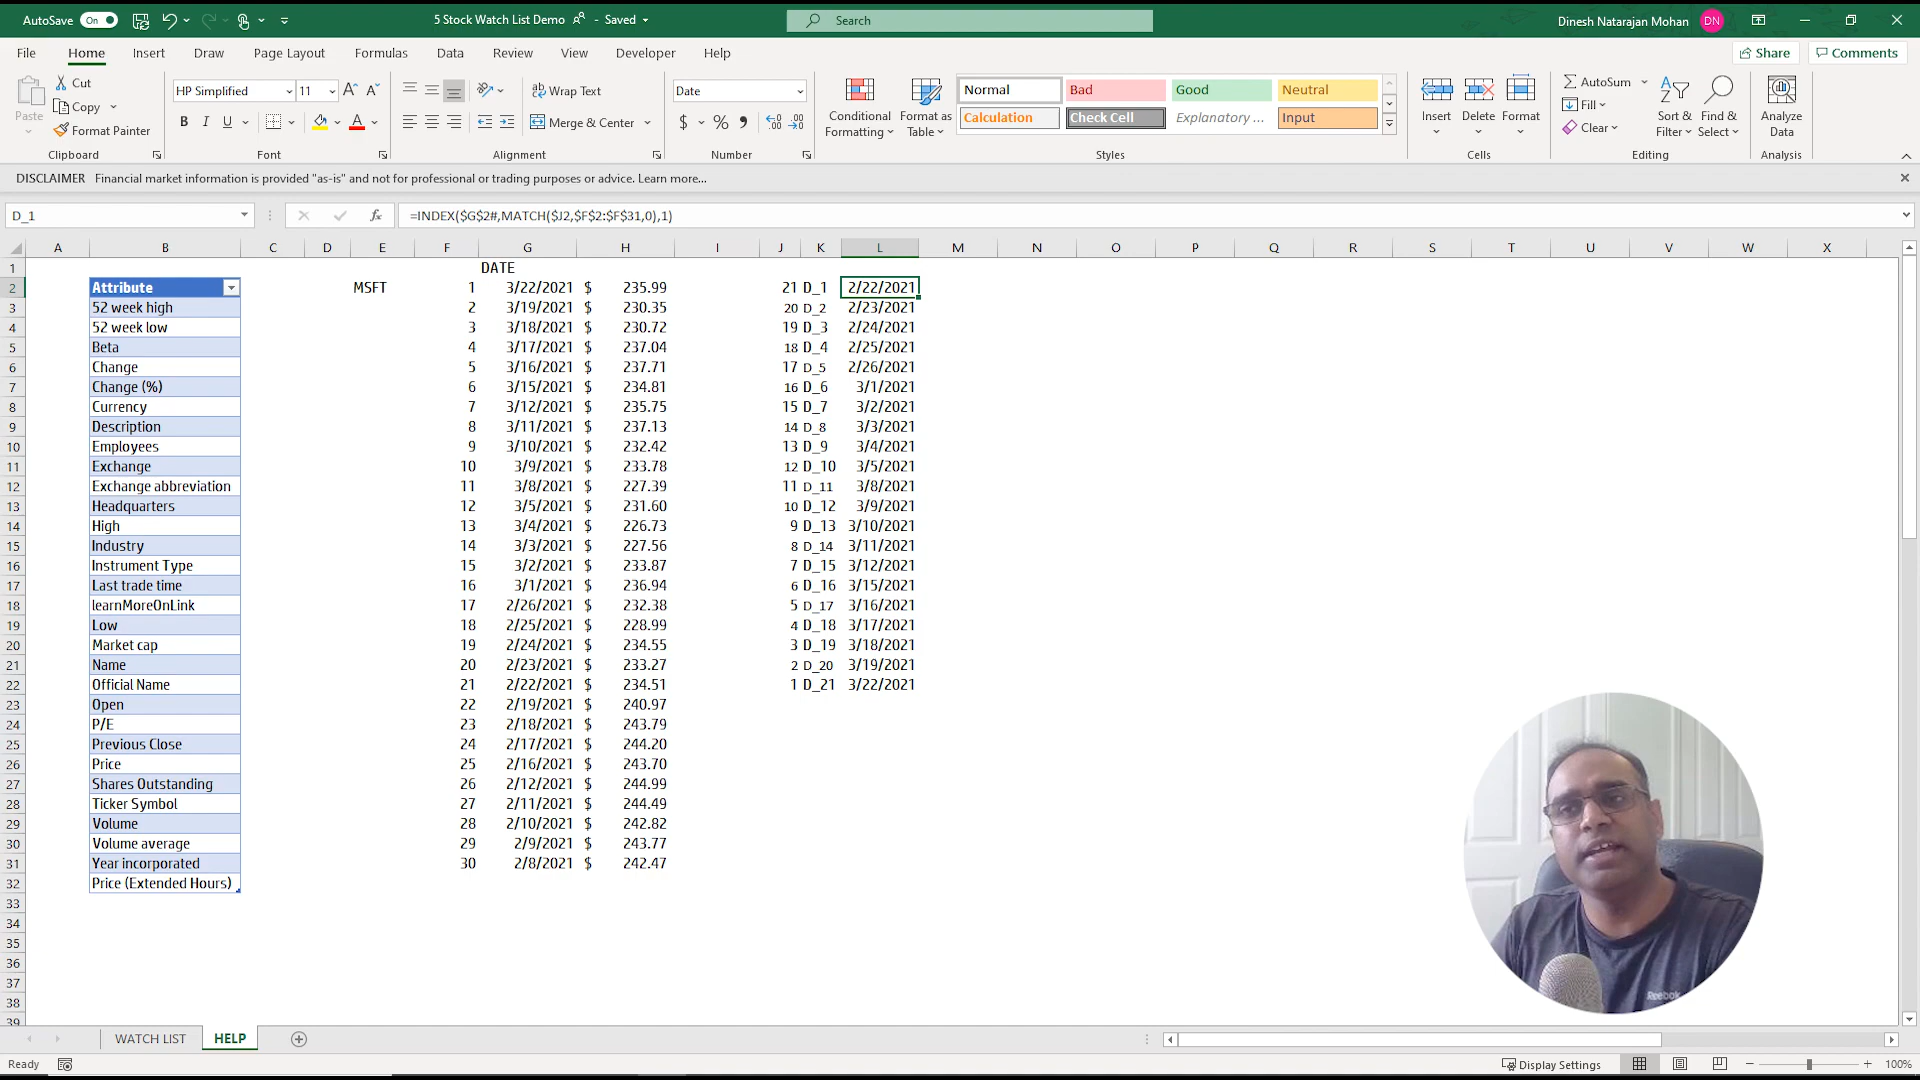 AutoSave On 5 Stock Watch List Demo - Saved Search Dinesh Natarajan Mohan DN
File Home Insert Draw Page Layout Formulas Data Review View Developer Help Share Comments
Cut HP Simplified 11 Wrap Text Date Normal Bad Good Neutral AutoSum
Paste Copy Conditional Formatting Format as Table Insert Delete Format Fill Sort & Filter Find & Select Analyze Data
Format Painter Merge & Center $ % Calculation Check Cell Explanatory ... Input Clear
Clipboard Font Alignment Number Styles Cells Editing Analysis
DISCLAIMER Financial market information is provided "as-is" and not for professional or trading purposes or advice. Learn more...
D_1 fx =INDEX($G$2#,MATCH($J2,$F$2:$F$31,0),1)
A B C D E F G H I J K L M N O P Q R S T U V W X
1 DATE
2 Attribute MSFT 1 3/22/2021 $ 235.99 21 D_1 2/22/2021
3 52 week high 2 3/19/2021 $ 230.35 20 D_2 2/23/2021
4 52 week low 3 3/18/2021 $ 230.72 19 D_3 2/24/2021
5 Beta 4 3/17/2021 $ 237.04 18 D_4 2/25/2021
6 Change 5 3/16/2021 $ 237.71 17 D_5 2/26/2021
7 Change (%) 6 3/15/2021 $ 234.81 16 D_6 3/1/2021
8 Currency 7 3/12/2021 $ 235.75 15 D_7 3/2/2021
9 Description 8 3/11/2021 $ 237.13 14 D_8 3/3/2021
10 Employees 9 3/10/2021 $ 232.42 13 D_9 3/4/2021
11 Exchange 10 3/9/2021 $ 233.78 12 D_10 3/5/2021
12 Exchange abbreviation 11 3/8/2021 $ 227.39 11 D_11 3/8/2021
13 Headquarters 12 3/5/2021 $ 231.60 10 D_12 3/9/2021
14 High 13 3/4/2021 $ 226.73 9 D_13 3/10/2021
15 Industry 14 3/3/2021 $ 227.56 8 D_14 3/11/2021
16 Instrument Type 15 3/2/2021 $ 233.87 7 D_15 3/12/2021
17 Last trade time 16 3/1/2021 $ 236.94 6 D_16 3/15/2021
18 learnMoreOnLink 17 2/26/2021 $ 232.38 5 D_17 3/16/2021
19 Low 18 2/25/2021 $ 228.99 4 D_18 3/17/2021
20 Market cap 19 2/24/2021 $ 234.55 3 D_19 3/18/2021
21 Name 20 2/23/2021 $ 233.27 2 D_20 3/19/2021
22 Official Name 21 2/22/2021 $ 234.51 1 D_21 3/22/2021
23 Open 22 2/19/2021 $ 240.97
24 P/E 23 2/18/2021 $ 243.79
25 Previous Close 24 2/17/2021 $ 244.20
26 Price 25 2/16/2021 $ 243.70
27 Shares Outstanding 26 2/12/2021 $ 244.99
28 Ticker Symbol 27 2/11/2021 $ 244.49
29 Volume 28 2/10/2021 $ 242.82
30 Volume average 29 2/9/2021 $ 243.77
31 Year incorporated 30 2/8/2021 $ 242.47
32 Price (Extended Hours)
33
34
35
36
37
38
39
Reebok
WATCH LIST HELP
Ready Display Settings 100%